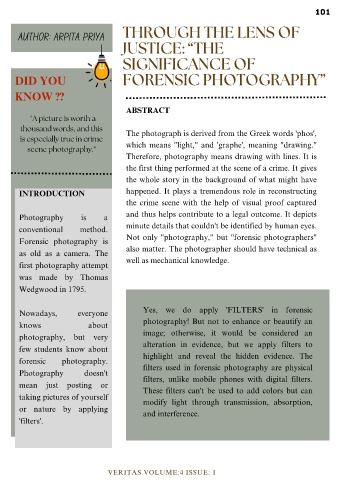 101
AUTHOR: ARPITA PRIYA
THROUGH THE LENS OF
JUSTICE: “THE
SIGNIFICANCE OF
FORENSIC PHOTOGRAPHY”
DID YOU
KNOW ??
"A picture is worth a
thousand words, and this
is especially true in crime
scene photography."
INTRODUCTION
Photography is a
conventional method.
Forensic photography is
as old as a camera. The
first photography attempt
was made by Thomas
Wedgwood in 1795.
Nowadays, everyone
knows about
photography, but very
few students know about
forensic photography.
Photography doesn't
mean just posting or
taking pictures of yourself
or nature by applying
'filters'.
ABSTRACT
The photograph is derived from the Greek words 'phos',
which means "light," and 'graphe', meaning "drawing."
Therefore, photography means drawing with lines. It is
the first thing performed at the scene of a crime. It gives
the whole story in the background of what might have
happened. It plays a tremendous role in reconstructing
the crime scene with the help of visual proof captured
and thus helps contribute to a legal outcome. It depicts
minute details that couldn't be identified by human eyes.
Not only "photography," but "forensic photographers"
also matter. The photographer should have technical as
well as mechanical knowledge.
Yes, we do apply 'FILTERS' in forensic
photography! But not to enhance or beautify an
image; otherwise, it would be considered an
alteration in evidence, but we apply filters to
highlight and reveal the hidden evidence. The
filters used in forensic photography are physical
filters, unlike mobile phones with digital filters.
These filters can't be used to add colors but can
modify light through transmission, absorption,
and interference.
VERITAS VOLUME:4 ISSUE: 1